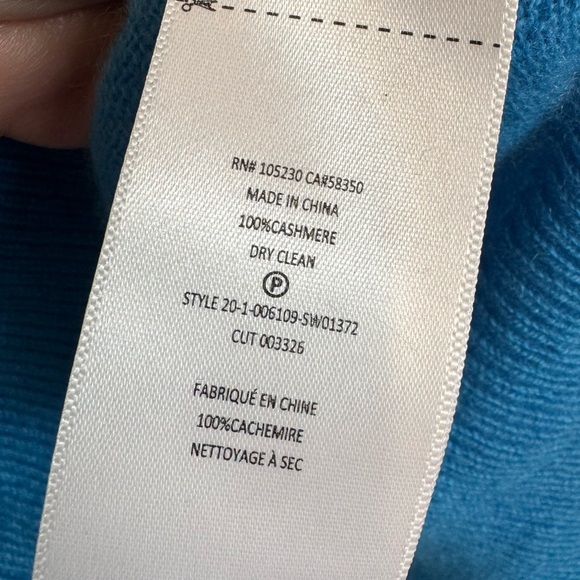 RN# 105230 CA#58350
MADE IN CHINA
100%CASHMERE
DRY CLEAN
P
STYLE 20-1-006109-SW01372
CUT 003326
FABRIQUÉ EN CHINE
100%CACHEMIRE
NETTOYAGE À SEC